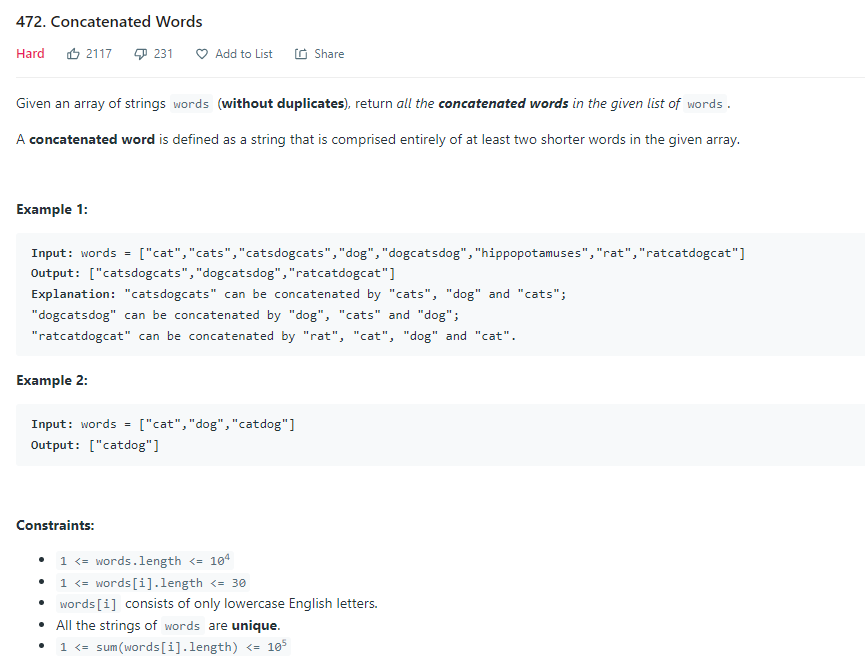 472. Concatenated Words
Hard 2117 231 Add to List Share
Given an array of strings words (without duplicates), return all the concatenated words in the given list of words .
A concatenated word is defined as a string that is comprised entirely of at least two shorter words in the given array.
Example 1:
Input: words = ["cat","cats","catsdogcats","dog","dogcatsdog","hippopotamuses","rat","ratcatdogcat"]
Output: ["catsdogcats","dogcatsdog","ratcatdogcat"]
Explanation: "catsdogcats" can be concatenated by "cats", "dog" and "cats";
"dogcatsdog" can be concatenated by "dog", "cats" and "dog";
"ratcatdogcat" can be concatenated by "rat", "cat", "dog" and "cat".
Example 2:
Input: words = ["cat","dog","catdog"]
Output: ["catdog"]
Constraints:
• 1 <= words.length <= 10⁴
• 1 <= words[i].length <= 30
• words[i] consists of only lowercase English letters.
• All the strings of words are unique.
• 1 <= sum(words[i].length) <= 10⁵